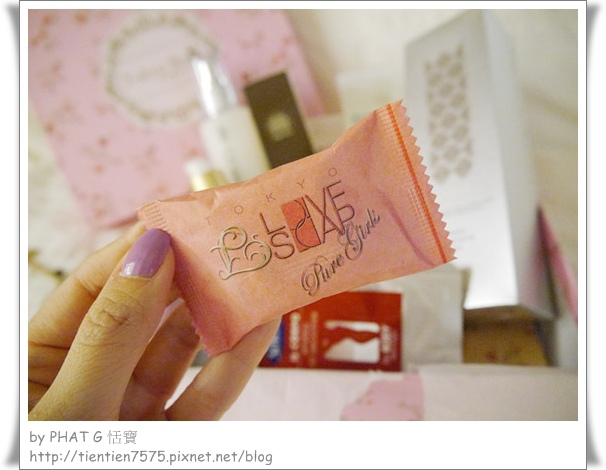 TOKYO
LOVE
SOAP
Pure Girls
by PHAT G 恬寶
http://tientien7575.pixnet.net/blog